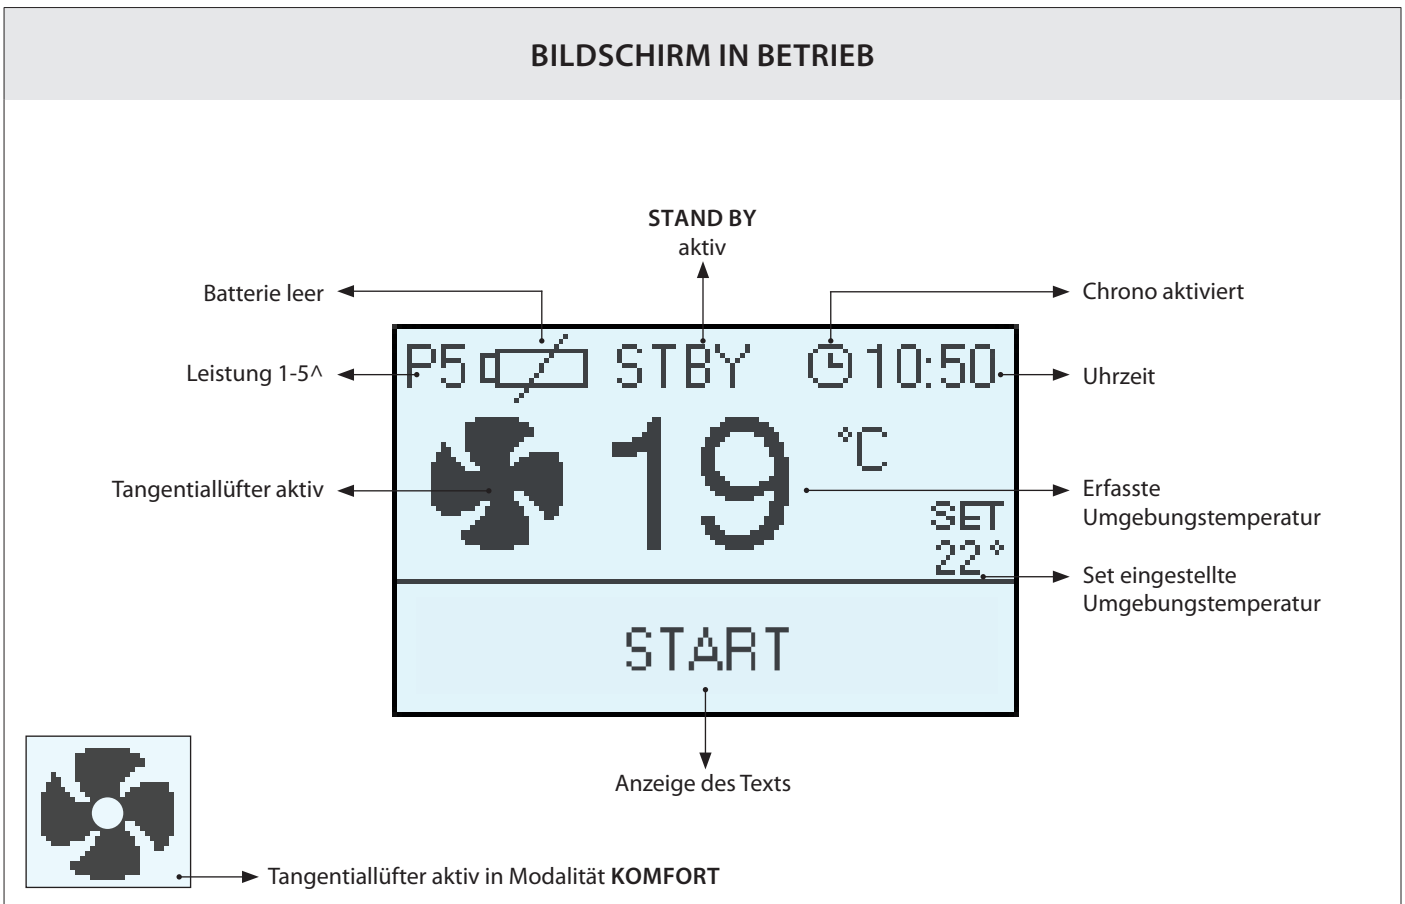 BILDSCHIRM IN BETRIEB
STAND BY
aktiv
Batterie leer
Chrono aktiviert
P5 STBY 10:50
Leistung 1-5^
Uhrzeit
19 °C
Tangentiallüfter aktiv
Erfasste
Umgebungstemperatur
SET
22°
Set eingestellte
Umgebungstemperatur
START
Anzeige des Texts
Tangentiallüfter aktiv in Modalität KOMFORT